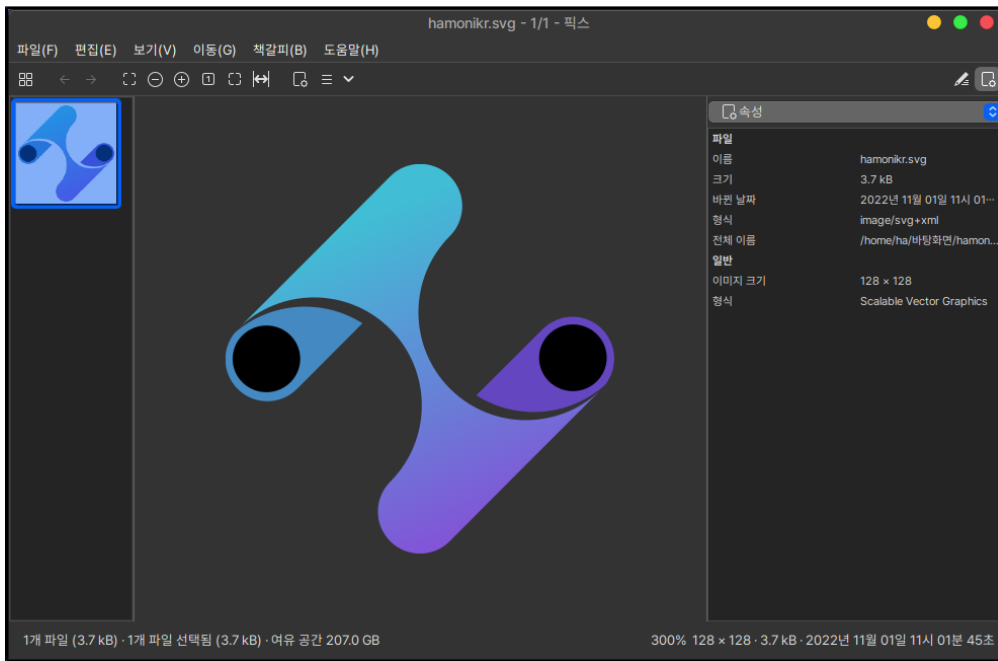 hamonikr.svg - 1/1 - 픽스
파일(F) 편집(E) 보기(V) 이동(G) 책갈피(B) 도움말(H)
1
속성
파일
이름 hamonikr.svg
크기 3.7 kB
바뀐 날짜 2022년 11월 01일 11시 01···
형식 image/svg+xml
전체 이름 /home/ha/바탕화면/hamon...
일반
이미지 크기 128 × 128
형식 Scalable Vector Graphics
1개 파일 (3.7 kB) · 1개 파일 선택됨 (3.7 kB) · 여유 공간 207.0 GB 300% 128 × 128 · 3.7 kB · 2022년 11월 01일 11시 01분 45초